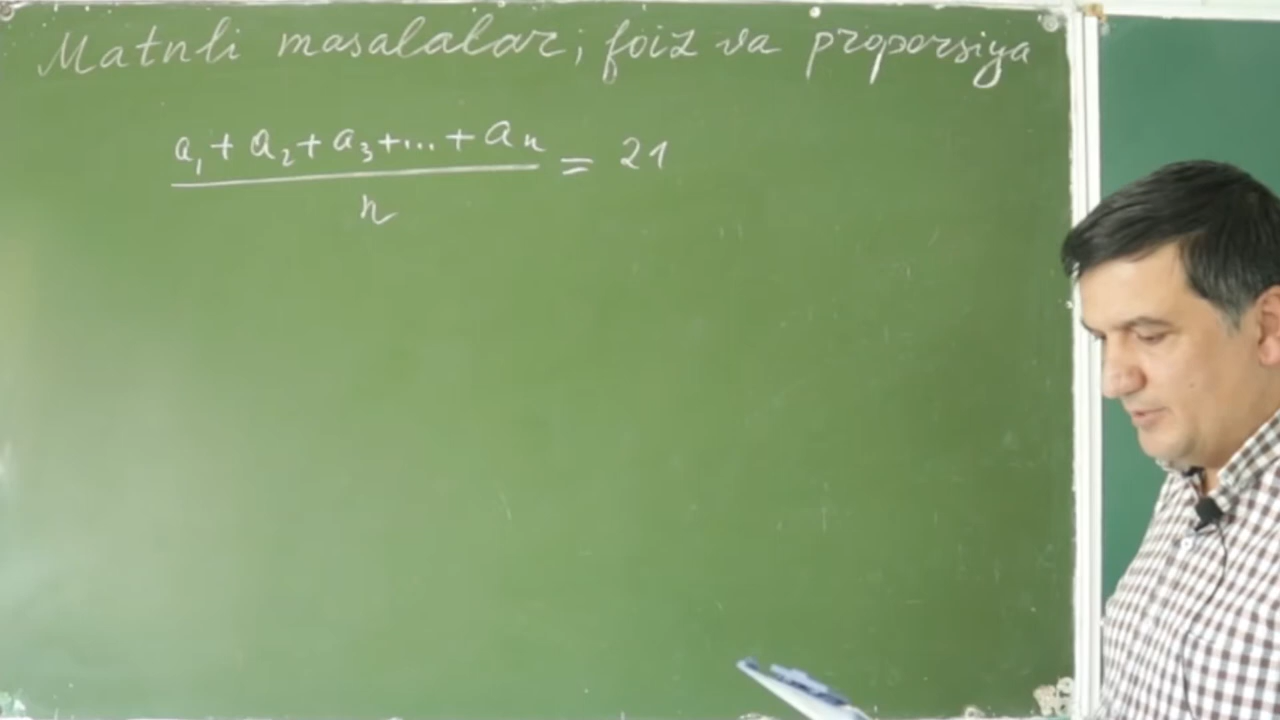 Matnli masalalar; foiz va proporsiya
a₁ + a₂ + a₃ + ... + aₙ
= 21
n